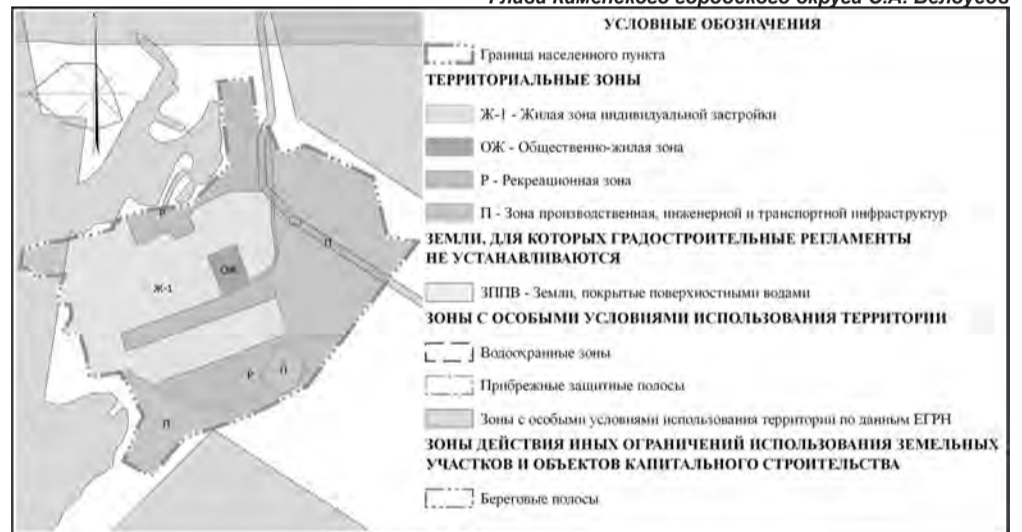 Глава Каменского городского округа С.А. Белоусов
УСЛОВНЫЕ ОБОЗНАЧЕНИЯ
Граница населенного пункта
ТЕРРИТОРИАЛЬНЫЕ ЗОНЫ
Ж-1 - Жилая зона индивидуальной застройки
ОЖ - Общественно-жилая зона
Р - Рекреационная зона
П - Зона производственная, инженерной и транспортной инфраструктур
ЗЕМЛИ, ДЛЯ КОТОРЫХ ГРАДОСТРОИТЕЛЬНЫЕ РЕГЛАМЕНТЫ
НЕ УСТАНАВЛИВАЮТСЯ
ЗППВ - Земли, покрытые поверхностными водами
ЗОНЫ С ОСОБЫМИ УСЛОВИЯМИ ИСПОЛЬЗОВАНИЯ ТЕРРИТОРИИ
Водоохранные зоны
Прибрежные защитные полосы
Зоны с особыми условиями использования территории по данным ЕГРН
ЗОНЫ ДЕЙСТВИЯ ИНЫХ ОГРАНИЧЕНИЙ ИСПОЛЬЗОВАНИЯ ЗЕМЕЛЬНЫХ
УЧАСТКОВ И ОБЪЕКТОВ КАПИТАЛЬНОГО СТРОИТЕЛЬСТВА
Береговые полосы
Р
П
ОЖ
Ж-1
Р
П
П